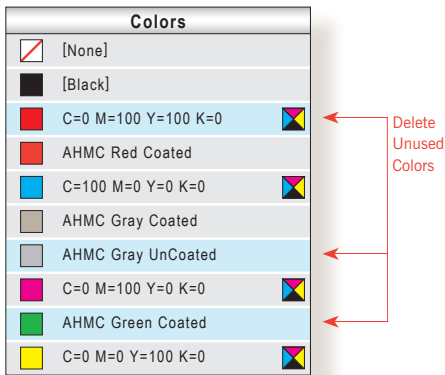 Colors
[None]
[Black]
C=0 M=100 Y=100 K=0
AHMC Red Coated
C=100 M=0 Y=0 K=0
AHMC Gray Coated
AHMC Gray UnCoated
C=0 M=100 Y=0 K=0
AHMC Green Coated
C=0 M=0 Y=100 K=0
Delete
Unused
Colors